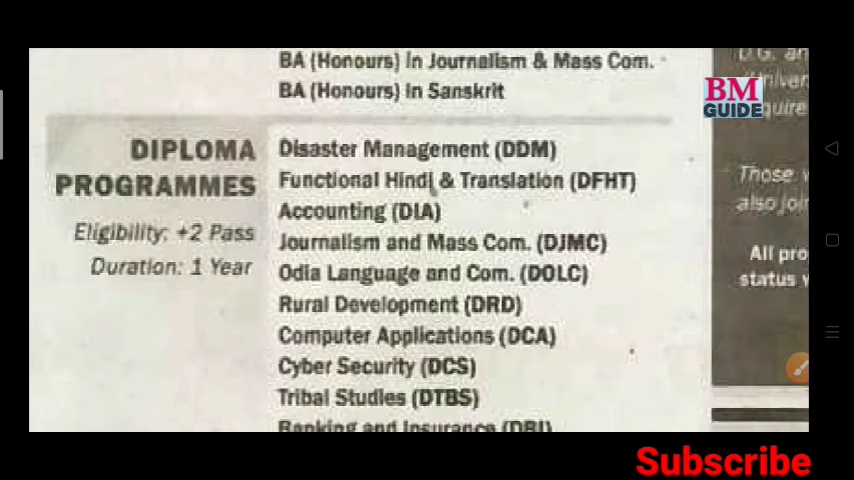 BA (Honours) in Journalism & Mass Com.
BA (Honours) in Sanskrit
BM
GUIDE
DIPLOMA
PROGRAMMES
Eligibility: +2 Pass
Duration: 1 Year
Disaster Management (DDM)
Functional Hindi & Translation (DFHT)
Accounting (DIA)
Journalism and Mass Com. (DJMC)
Odia Language and Com. (DOLC)
Rural Development (DRD)
Computer Applications (DCA)
Cyber Security (DCS)
Tribal Studies (DTBS)
Banking and Insurance (DBI)
Those
also
All
status
Subscribe